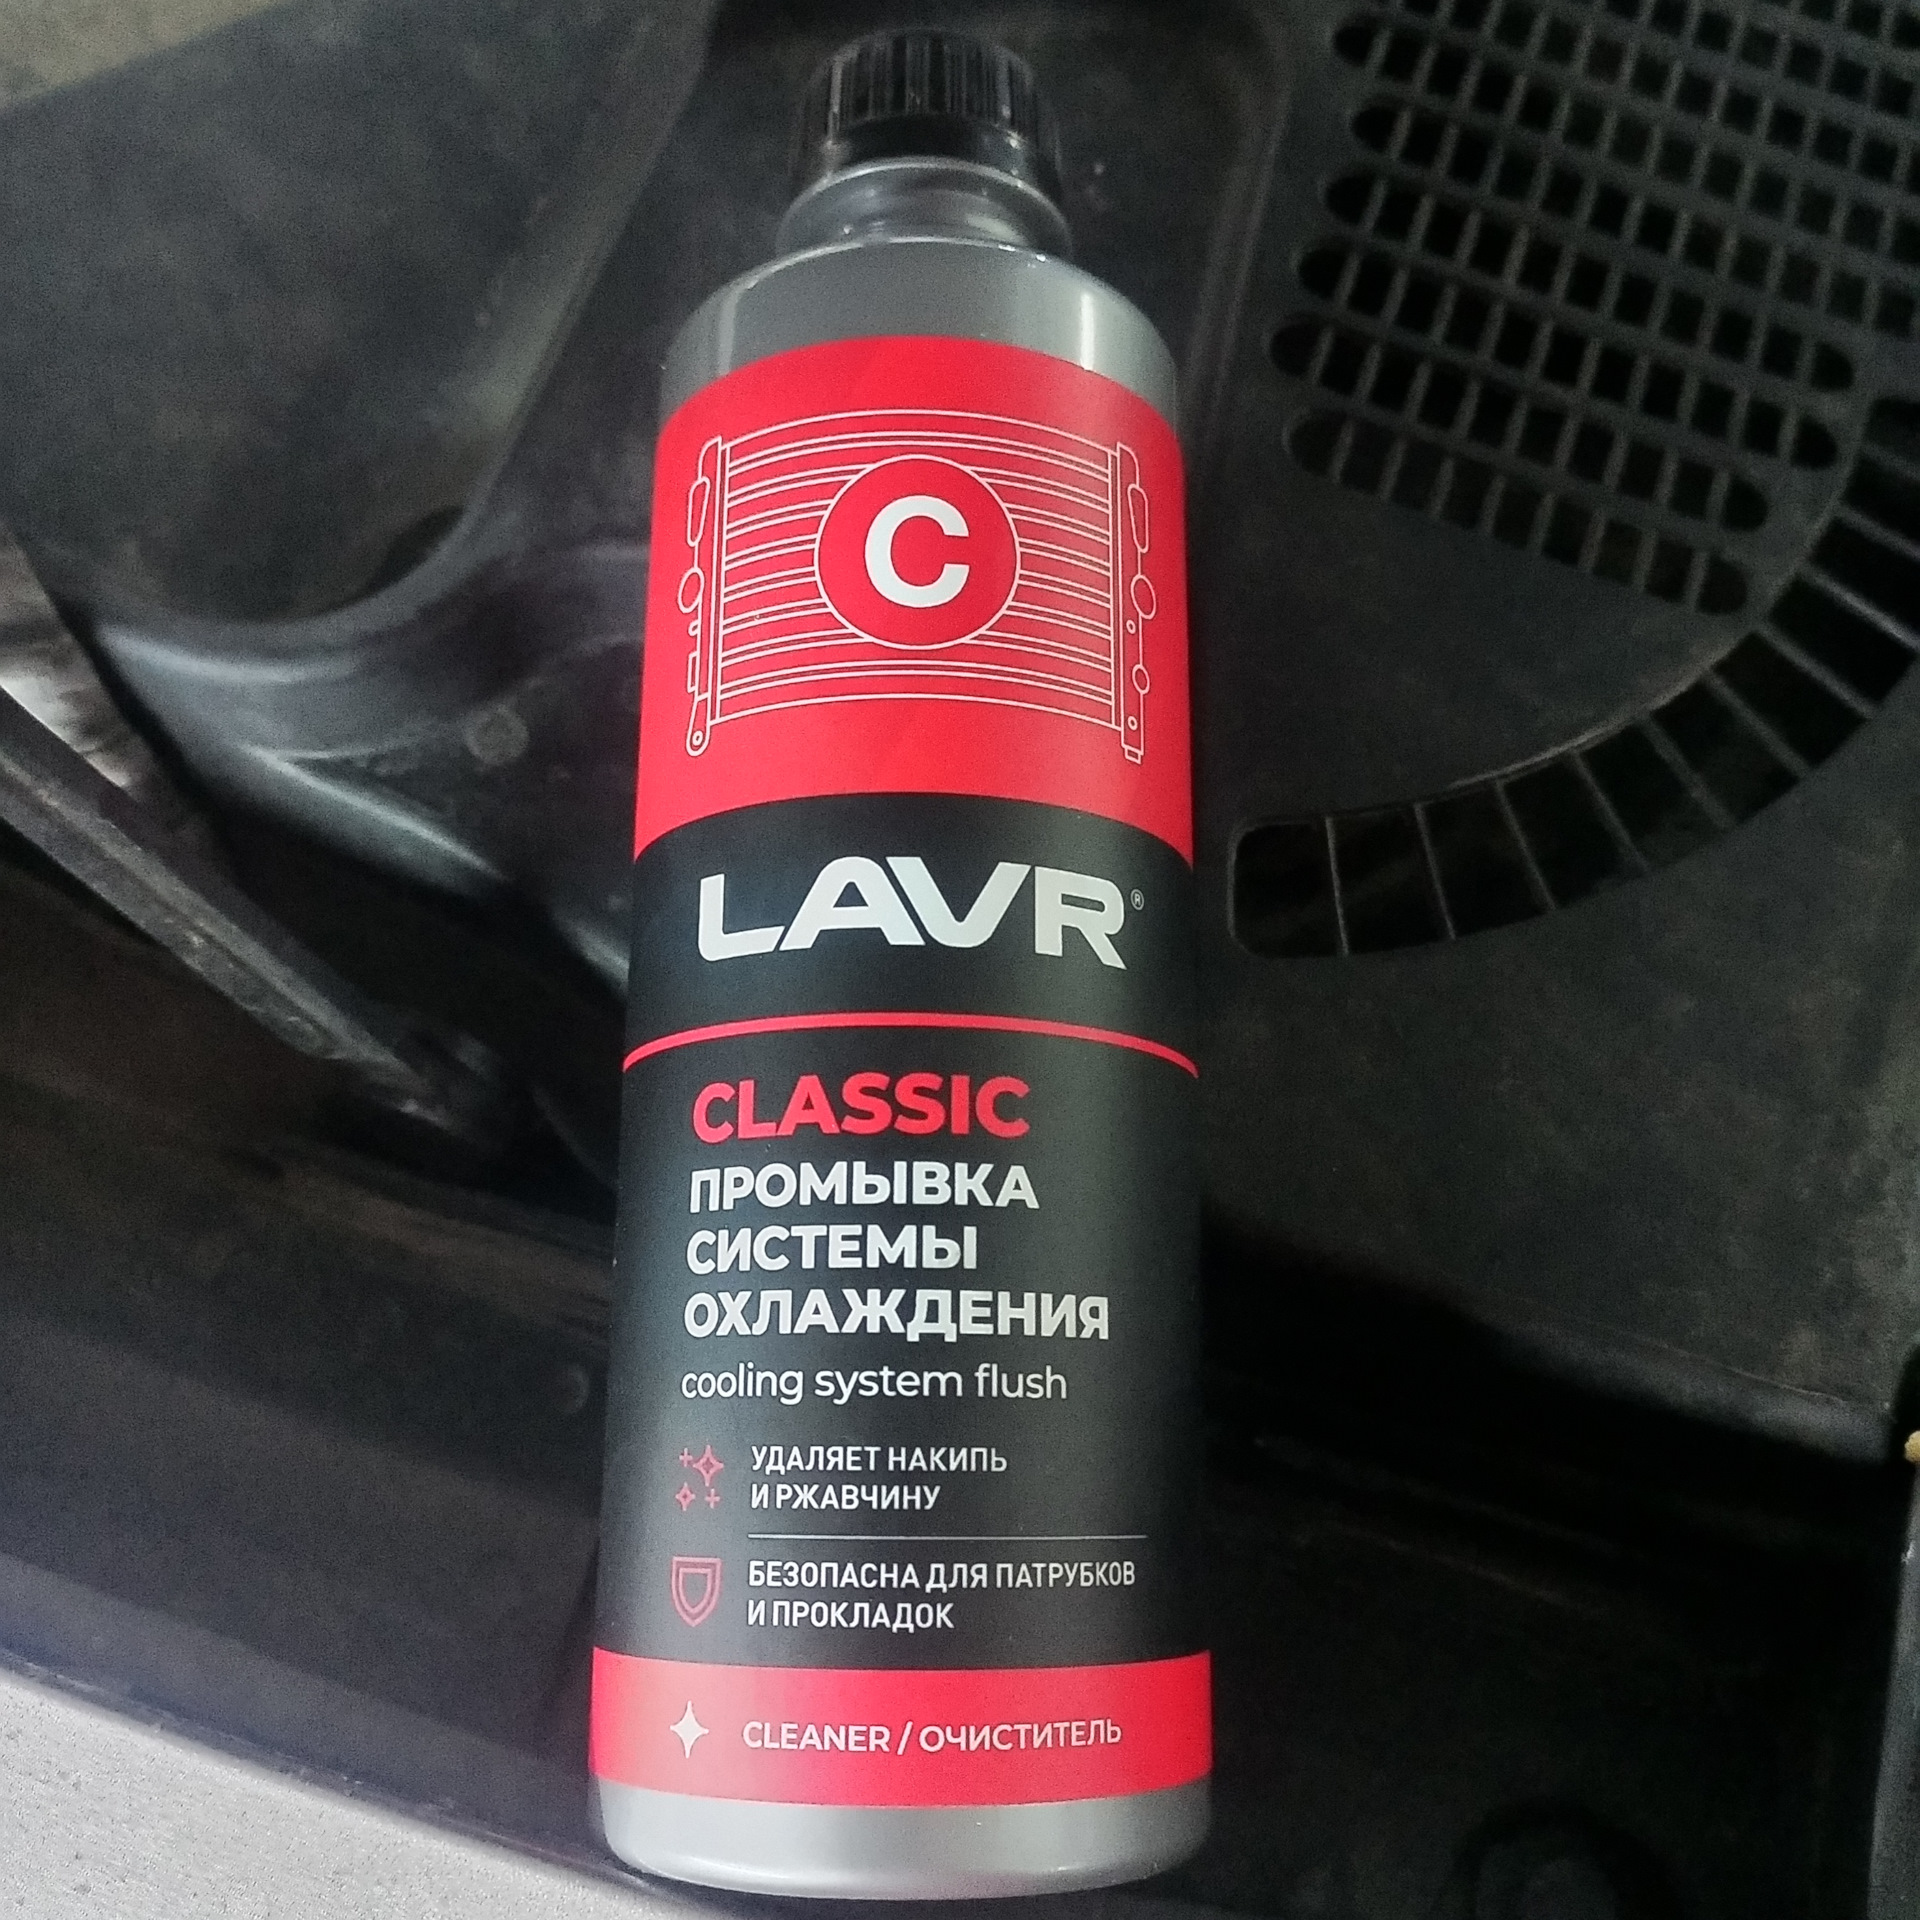 C
LAVR®
CLASSIC
ПРОМЫВКА
СИСТЕМЫ
ОХЛАЖДЕНИЯ
cooling system flush
УДАЛЯЕТ НАКИПЬ
И РЖАВЧИНУ
БЕЗОПАСНА ДЛЯ ПАТРУБКОВ
И ПРОКЛАДОК
CLEANER / ОЧИСТИТЕЛЬ